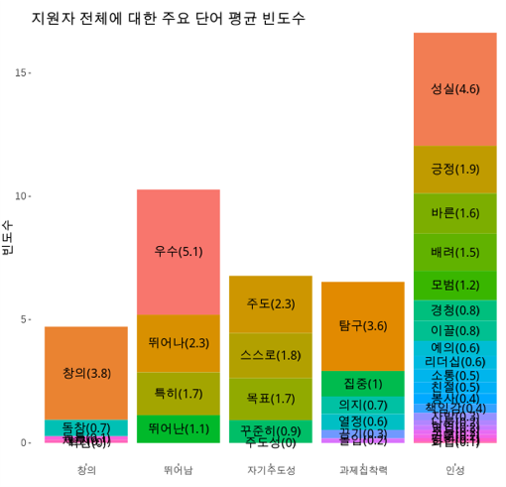 지원자 전체에 대한 주요 단어 평균 빈도수
빈도수
15
10
5
0
창의(3.8)
독창(0.7)
우수(5.1)
뛰어나(2.3)
특히(1.7)
뛰어난(1.1)
주도(2.3)
스스로(1.8)
목표(1.7)
꾸준히(0.9)
주도성(0)
탐구(3.6)
집중(1)
의지(0.7)
열정(0.6)
끈기(0.3)
몰입(0.2)
성실(4.6)
긍정(1.9)
바른(1.6)
배려(1.5)
모범(1.2)
경청(0.8)
이끌(0.8)
예의(0.6)
리더십(0.6)
소통(0.5)
친절(0.5)
봉사(0.4)
책임감(0.4)
창의
뛰어남
자기주도성
과제집착력
인성